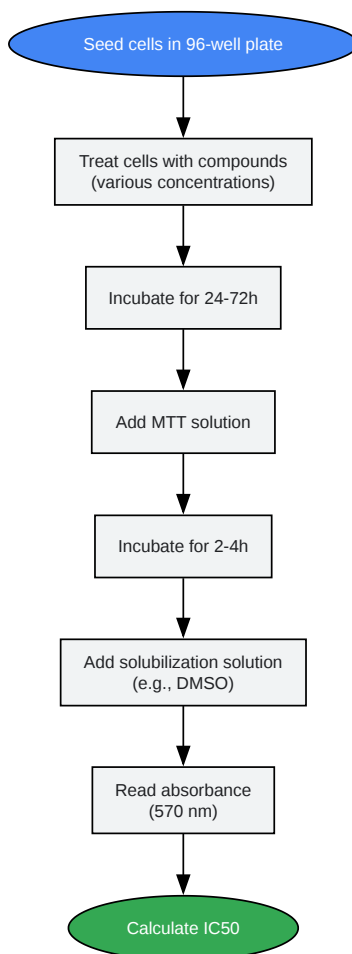 Seed cells in 96-well plate
Treat cells with compounds
(various concentrations)
Incubate for 24-72h
Add MTT solution
Incubate for 2-4h
Add solubilization solution
(e.g., DMSO)
Read absorbance
(570 nm)
Calculate IC50